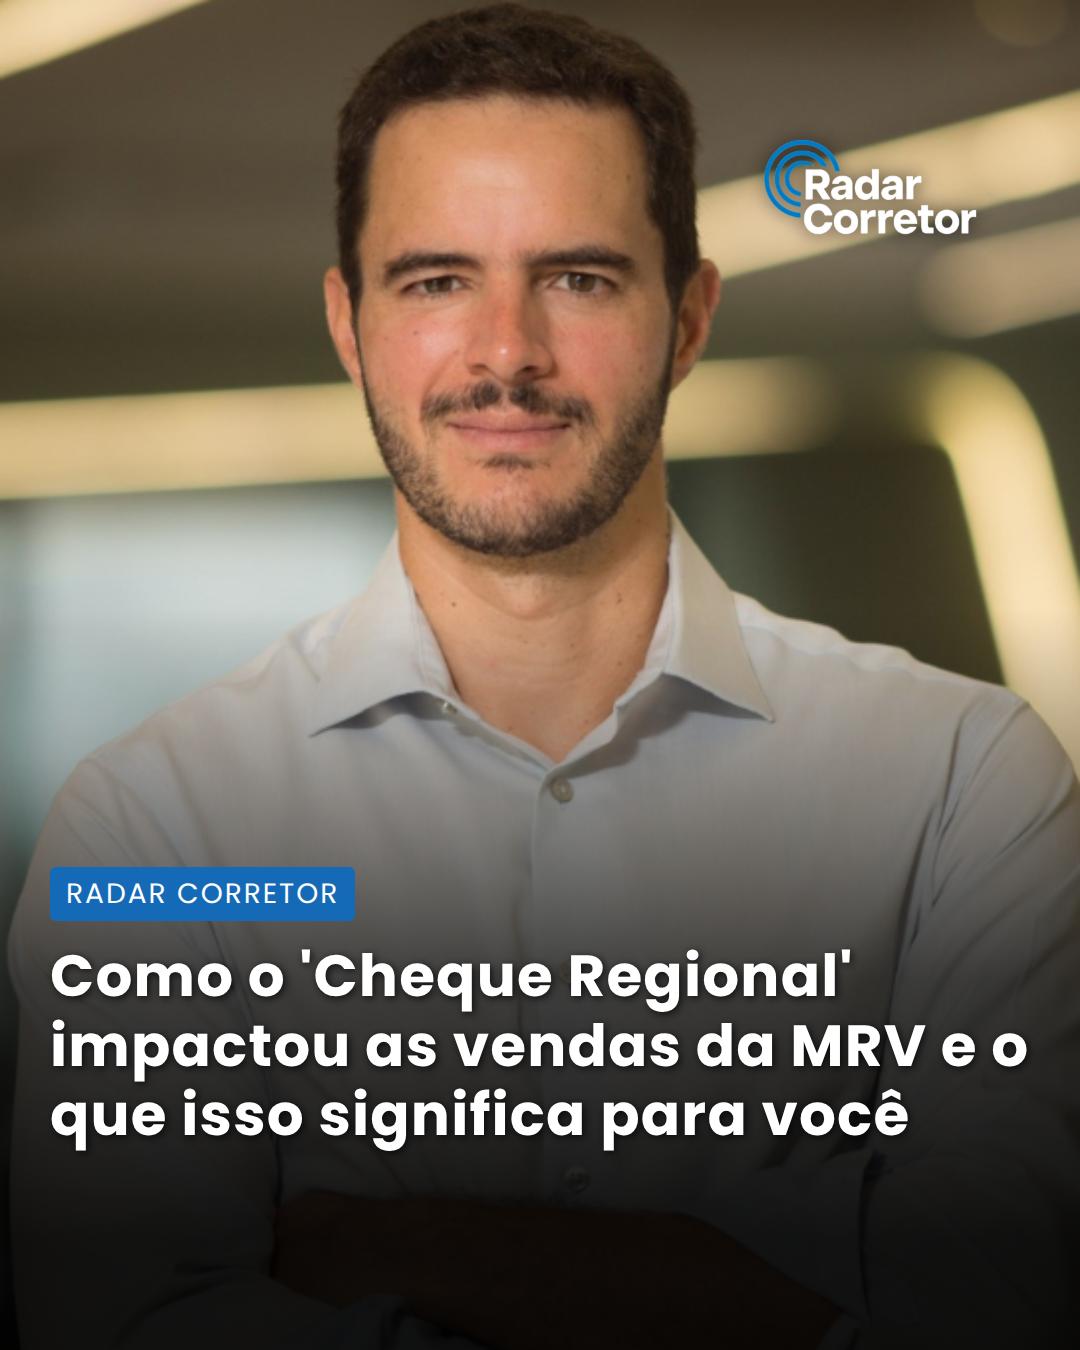 Radar
Corretor
RADAR CORRETOR
Como o 'Cheque Regional'
impactou as vendas da MRV e o
que isso significa para você